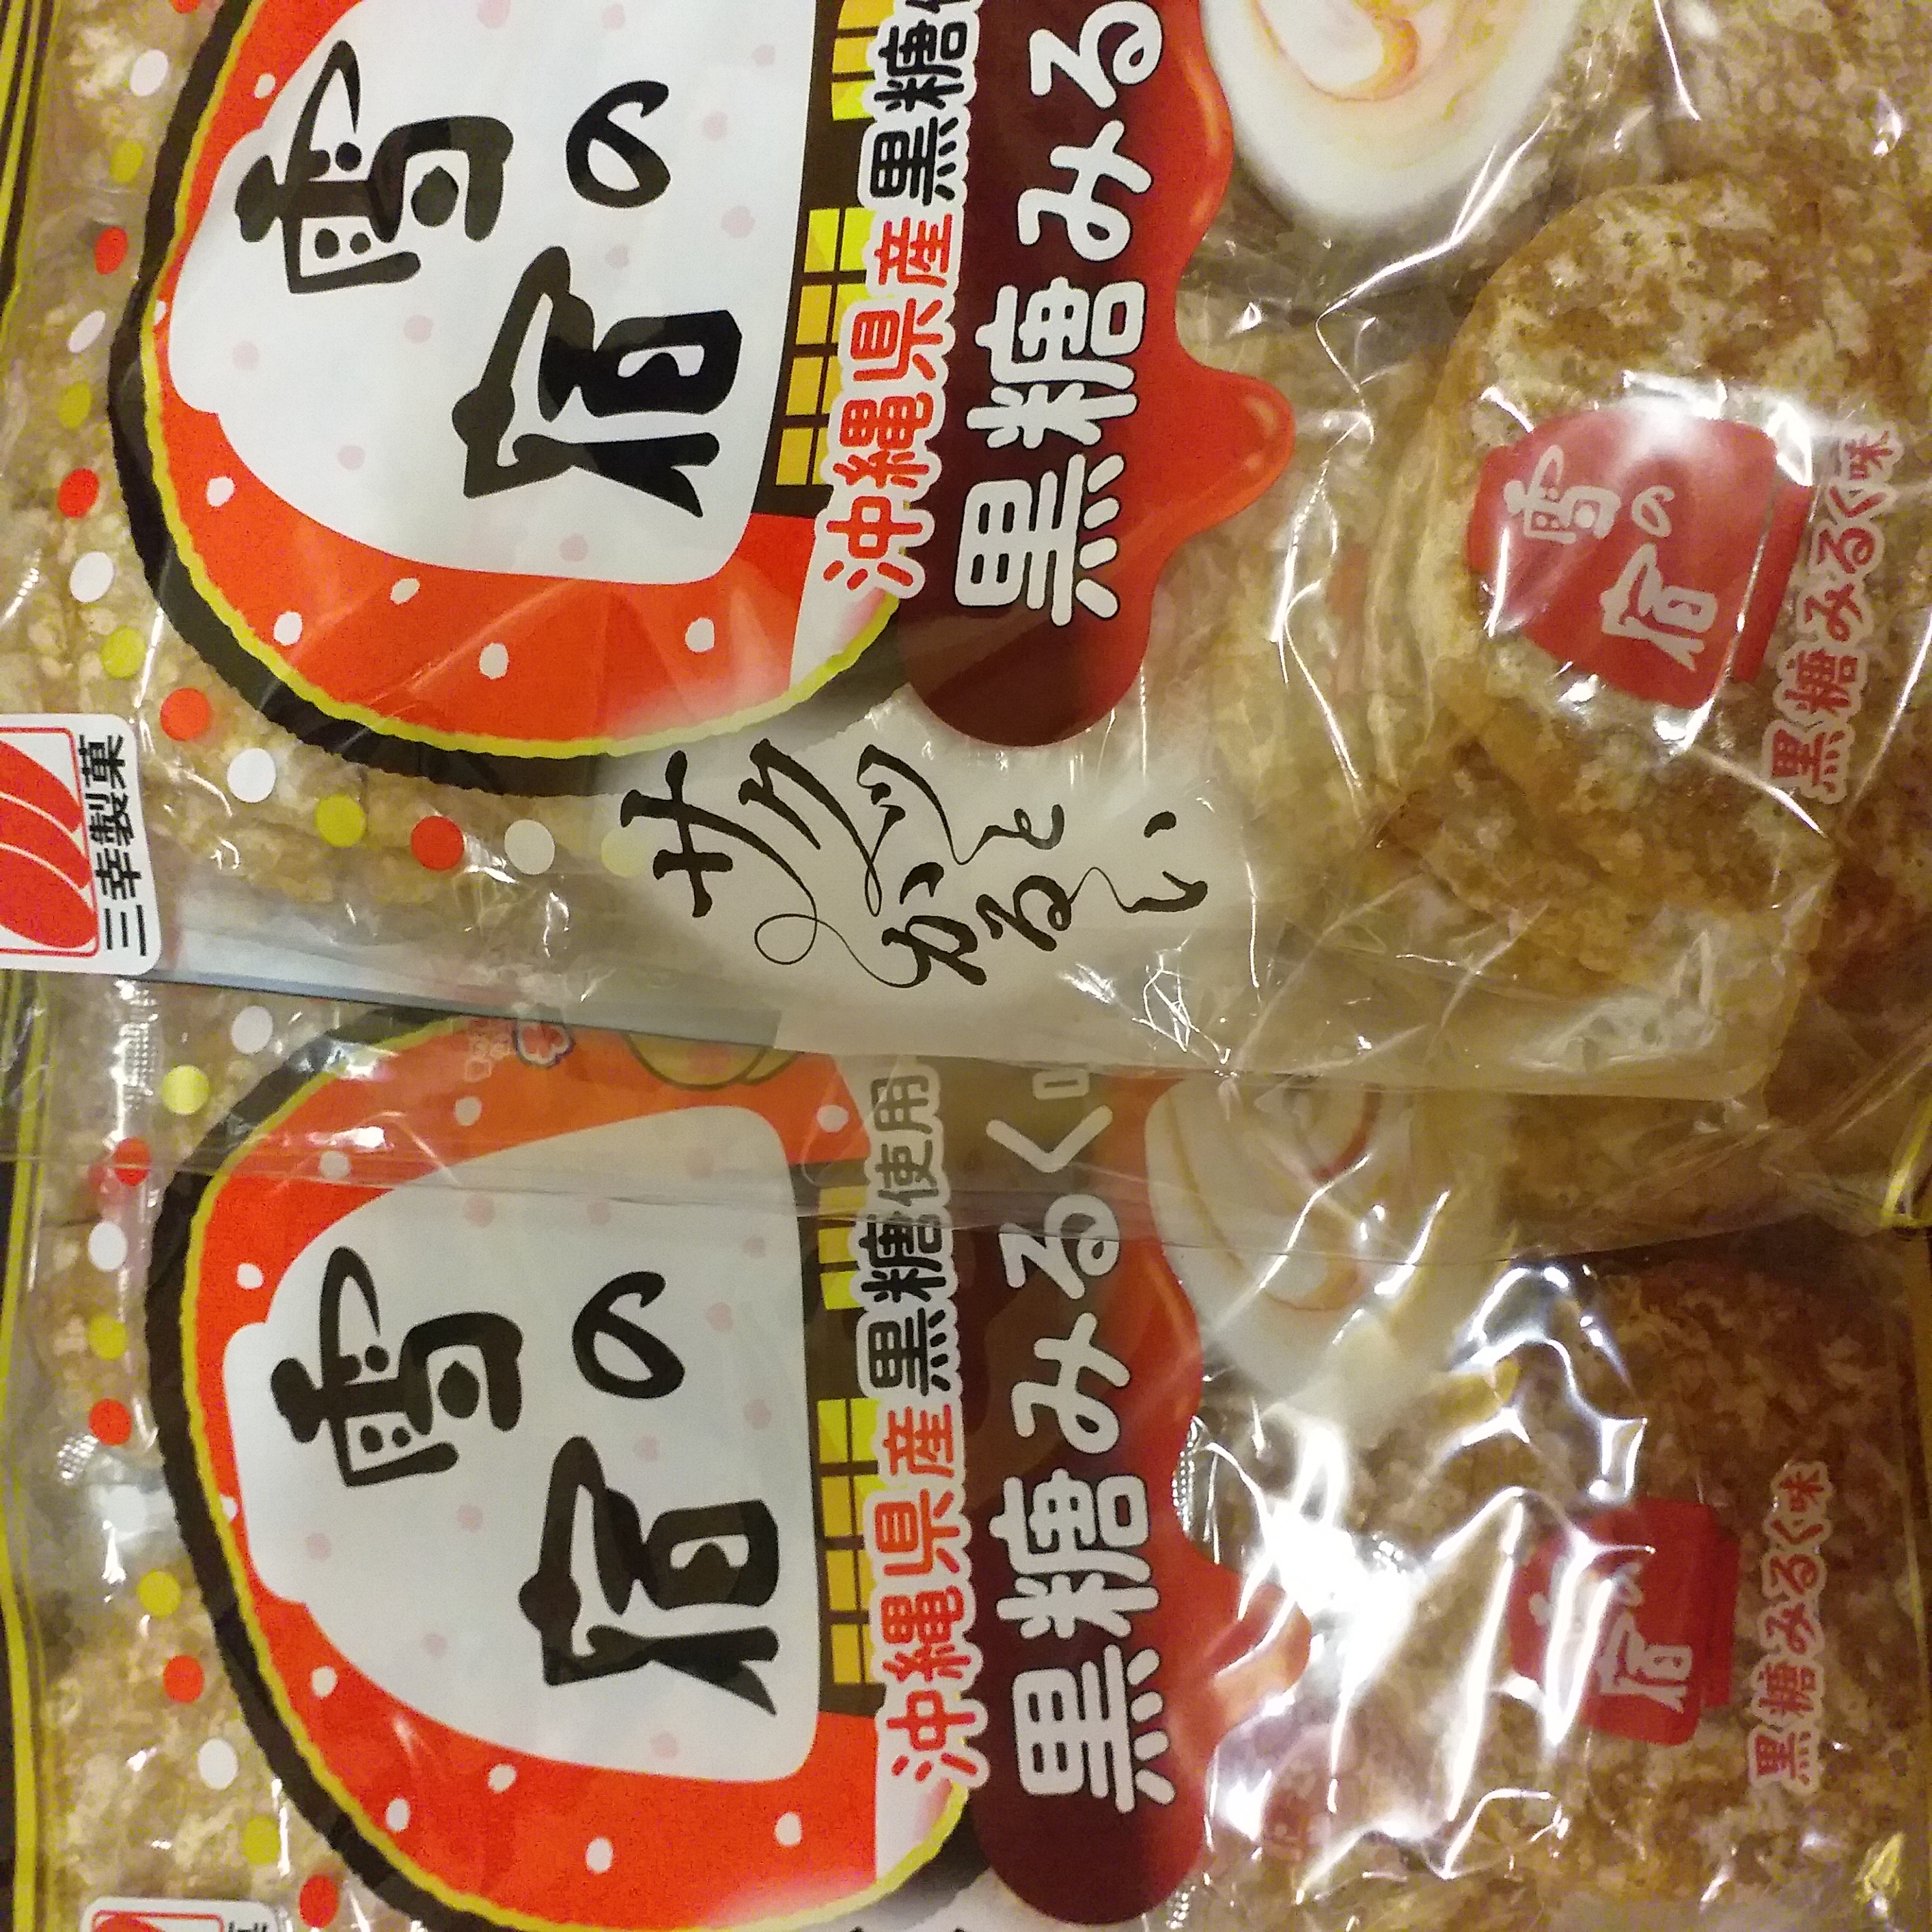 三幸製菓
雪の宿
沖縄県産黒糖
黒糖みる
サクッと
かるい
雪の宿
黒糖みるく味
雪の宿
沖縄県産黒糖使用
黒糖みるく
雪の宿
黒糖みるく味